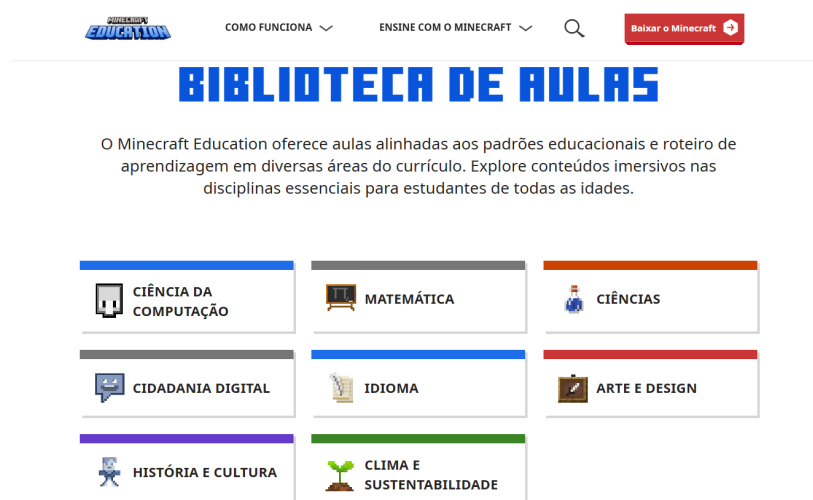 MINECRAFT
EDUCATION
COMO FUNCIONA
ENSINE COM O MINECRAFT
Baixar o Minecraft
BIBLIOTECA DE AULAS
O Minecraft Education oferece aulas alinhadas aos padrões educacionais e roteiro de
aprendizagem em diversas áreas do currículo. Explore conteúdos imersivos nas
disciplinas essenciais para estudantes de todas as idades.
CIÊNCIA DA
COMPUTAÇÃO
MATEMÁTICA
CIÊNCIAS
CIDADANIA DIGITAL
IDIOMA
ARTE E DESIGN
HISTÓRIA E CULTURA
CLIMA E
SUSTENTABILIDADE